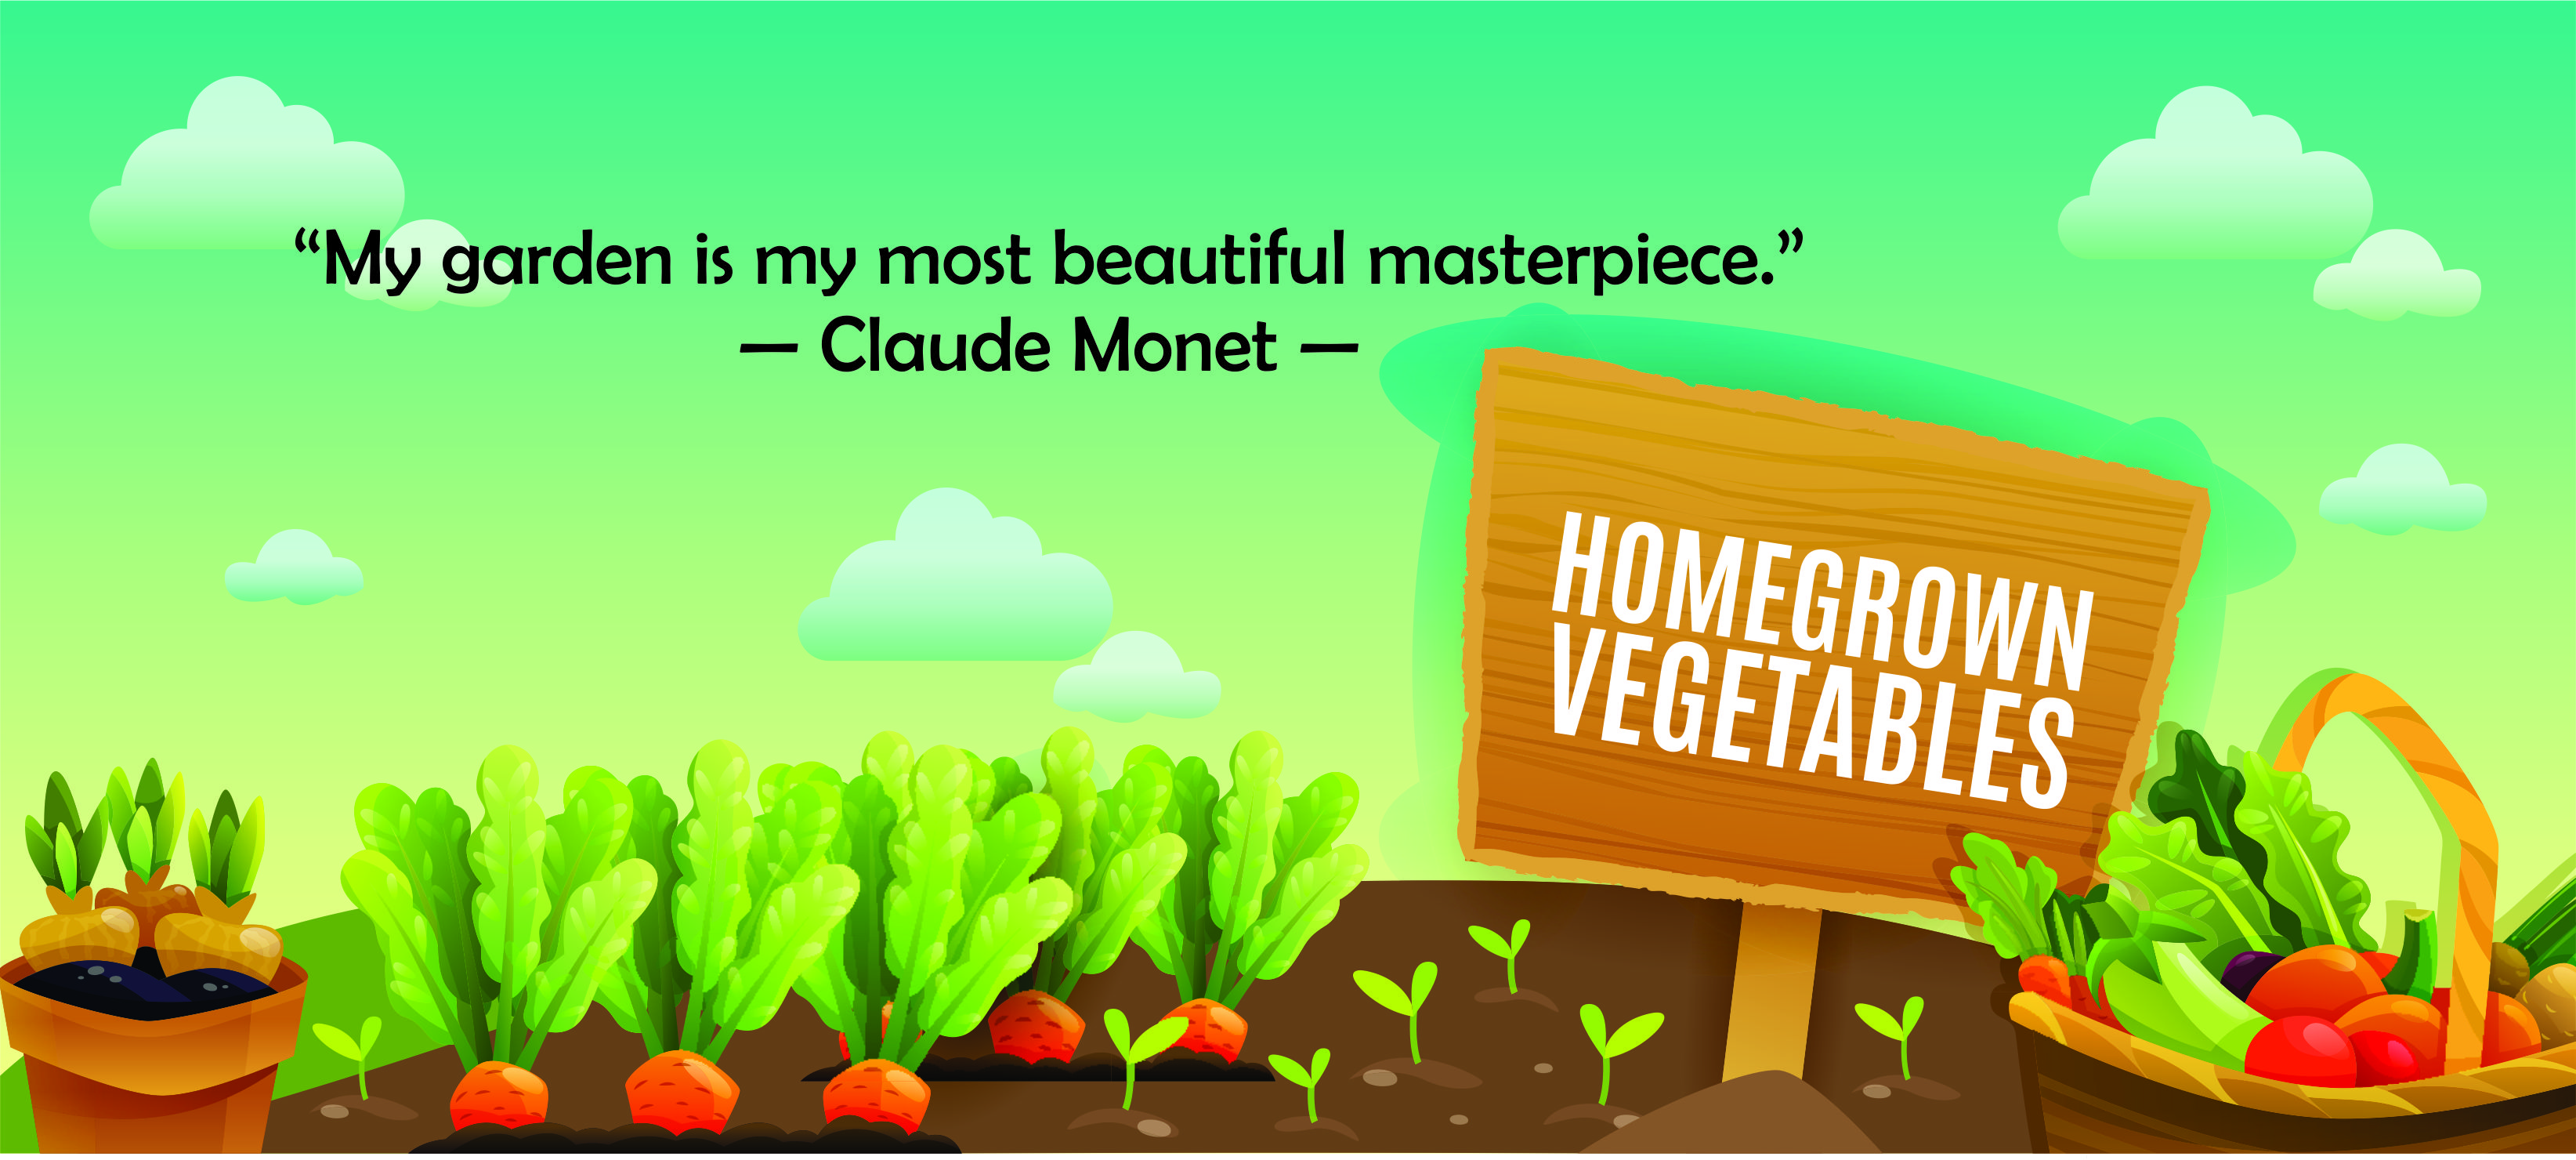 “My garden is my most beautiful masterpiece.”
— Claude Monet —
HOMEGROWN
VEGETABLES